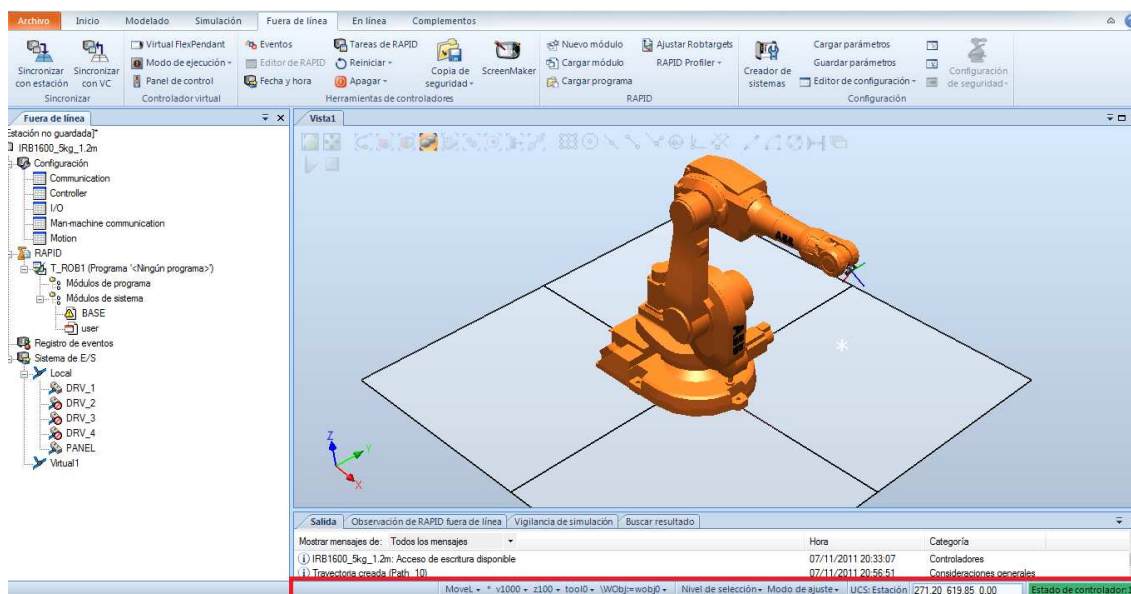 Archivo Inicio Modelado Simulación Fuera de línea En línea Complementos
Sincronizar con estación
Sincronizar con VC
Sincronizar
Virtual FlexPendant
Modo de ejecución
Panel de control
Controlador virtual
Eventos
Editor de RAPID
Fecha y hora
Tareas de RAPID
Reiniciar
Apagar
Copia de seguridad
ScreenMaker
Herramientas de controladores
Nuevo módulo
Cargar módulo
Cargar programa
Ajustar Robtargets
RAPID Profiler
RAPID
Creador de sistemas
Cargar parámetros
Guardar parámetros
Editor de configuración
Configuración de seguridad
Configuración
Fuera de línea
Estación no guardada]*
IRB1600_5kg_1.2m
Configuración
Communication
Controller
I/O
Man-machine communication
Motion
RAPID
T_ROB1 (Programa '<Ningún programa>')
Módulos de programa
Módulos de sistema
BASE
user
Registro de eventos
Sistema de E/S
Local
DRV_1
DRV_2
DRV_3
DRV_4
PANEL
Virtual1
Vista1
ABB
ABB
Z
Y
X
Salida Observación de RAPID fuera de línea Vigilancia de simulación Buscar resultado
Mostrar mensajes de: Todos los mensajes Hora Categoría
IRB1600_5kg_1.2m: Acceso de escritura disponible 07/11/2011 20:33:07 Controladores
Trayectoria creada (Path_10) 07/11/2011 20:56:51 Consideraciones generales
MoveL * v1000 z100 tool0 \WObj:=wobj0 Nivel de selección Modo de ajuste UCS: Estación 271.20 619.85 0.00 Estado de controlador: 1